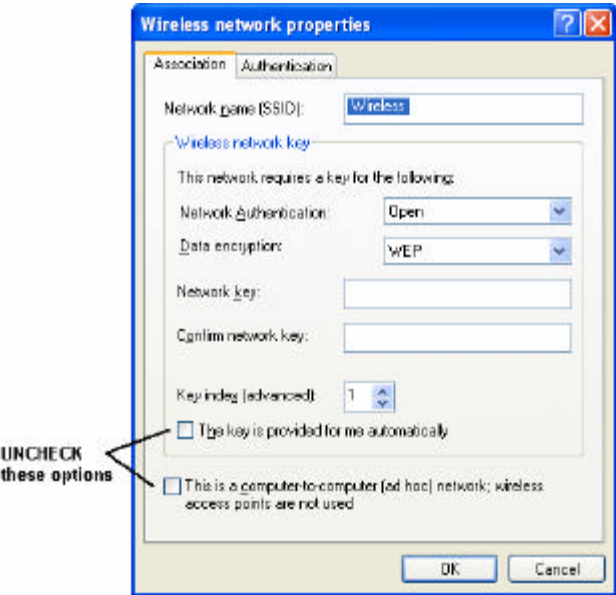 Wireless network properties
Association Authentication
Network name (SSID): Wireless
Wireless network key
This network requires a key for the following:
Network Authentication: Open
Data encryption: WEP
Network key:
Confirm network key:
Key index (advanced): 1
The key is provided for me automatically
UNCHECK
these options
This is a computer-to-computer (ad hoc) network; wireless
access points are not used
OK Cancel